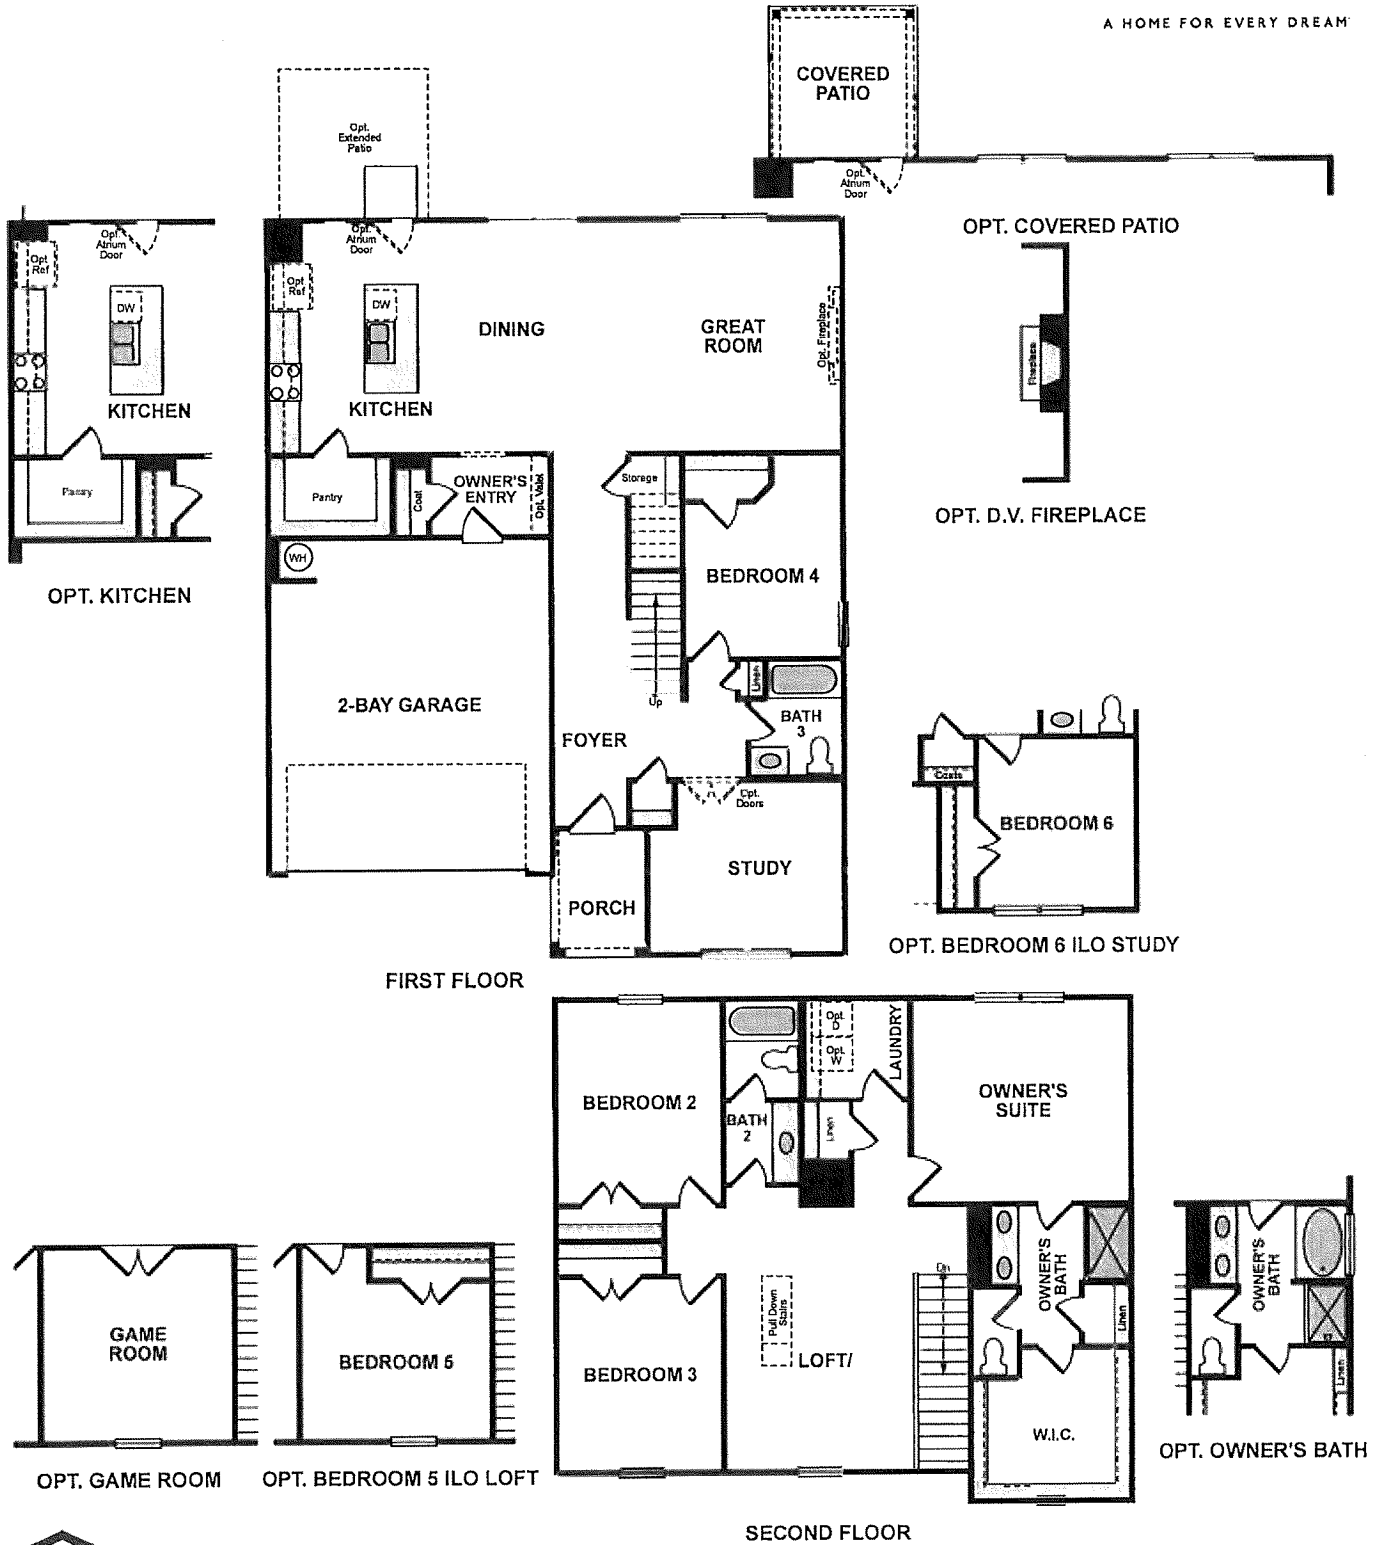 A HOME FOR EVERY DREAM
COVERED
PATIO
Opt.
Atrium
Door
OPT. COVERED PATIO
Opt.
Extended
Patio
Opt.
Atrium
Door
Opt
Ref
DW
KITCHEN
Pantry
OPT. KITCHEN
Opt.
Atrium
Door
Opt
Ref
DW
KITCHEN
DINING
GREAT
ROOM
Opt. Fireplace
Fireplace
OPT. D.V. FIREPLACE
Pantry
Coat
OWNER'S
ENTRY
Opt. Valet
Storage
WH
BEDROOM 4
2-BAY GARAGE
Up
Linen
BATH
3
FOYER
Opt.
Doors
STUDY
PORCH
FIRST FLOOR
Coats
BEDROOM 6
OPT. BEDROOM 6 ILO STUDY
BEDROOM 2
BATH
2
Opt.
D
Opt.
W
LAUNDRY
Linen
OWNER'S
SUITE
OWNER'S
BATH
Linen
Dn
Pull Down
Stairs
LOFT/
BEDROOM 3
W.I.C.
SECOND FLOOR
GAME
ROOM
OPT. GAME ROOM
BEDROOM 5
OPT. BEDROOM 5 ILO LOFT
OWNER'S
BATH
Linen
OPT. OWNER'S BATH